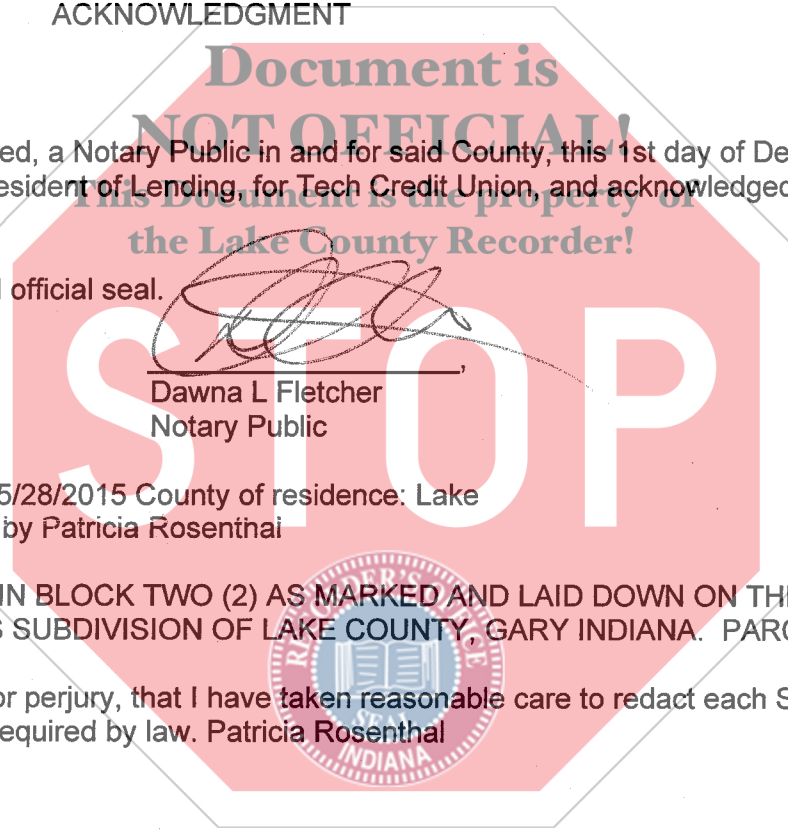 ACKNOWLEDGMENT
Document is
NOT OFFICIAL!
ed, a Notary Public in and for said County, this 1st day of De
esident of Lending, for Tech Credit Union, and acknowledged
This Document is the property of
the Lake County Recorder!
official seal.
STOP
Dawna L Fletcher
Notary Public
5/28/2015 County of residence: Lake
by Patricia Rosenthal
IN BLOCK TWO (2) AS MARKED AND LAID DOWN ON TH
S SUBDIVISION OF LAKE COUNTY, GARY INDIANA. PARC
RECORDER'S OFFICE
SEAL
INDIANA
or perjury, that I have taken reasonable care to redact each S
equired by law. Patricia Rosenthal